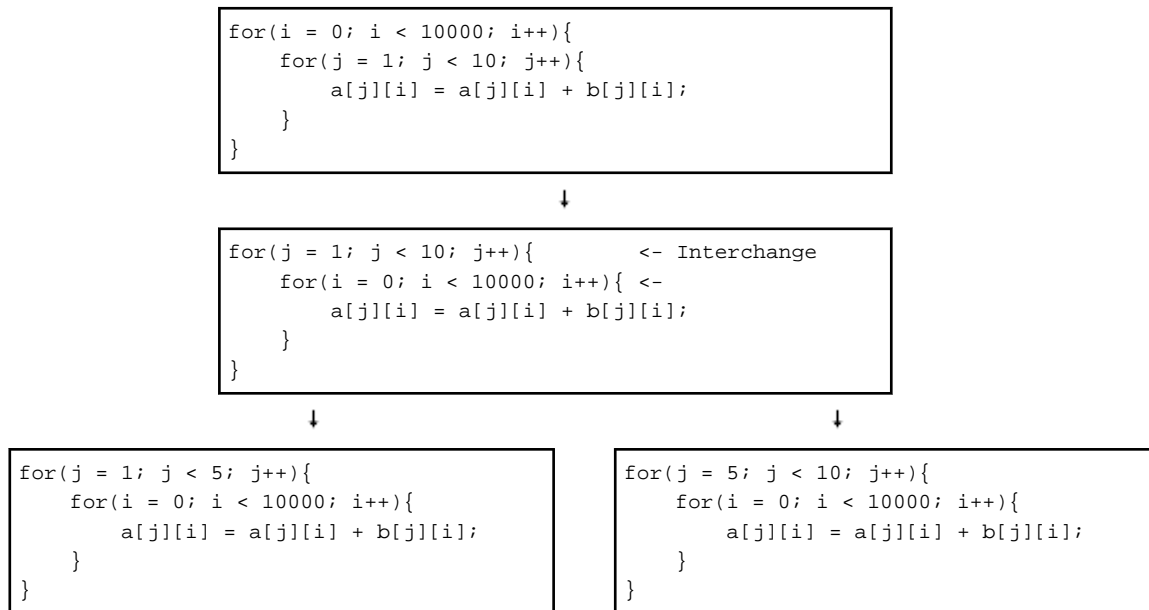 for(i = 0; i < 10000; i++){
    for(j = 1; j < 10; j++){
        a[j][i] = a[j][i] + b[j][i];
    }
}
↓
for(j = 1; j < 10; j++){        <- Interchange
    for(i = 0; i < 10000; i++){ <-
        a[j][i] = a[j][i] + b[j][i];
    }
}
↓ ↓
for(j = 1; j < 5; j++){
    for(i = 0; i < 10000; i++){
        a[j][i] = a[j][i] + b[j][i];
    }
}
for(j = 5; j < 10; j++){
    for(i = 0; i < 10000; i++){
        a[j][i] = a[j][i] + b[j][i];
    }
}